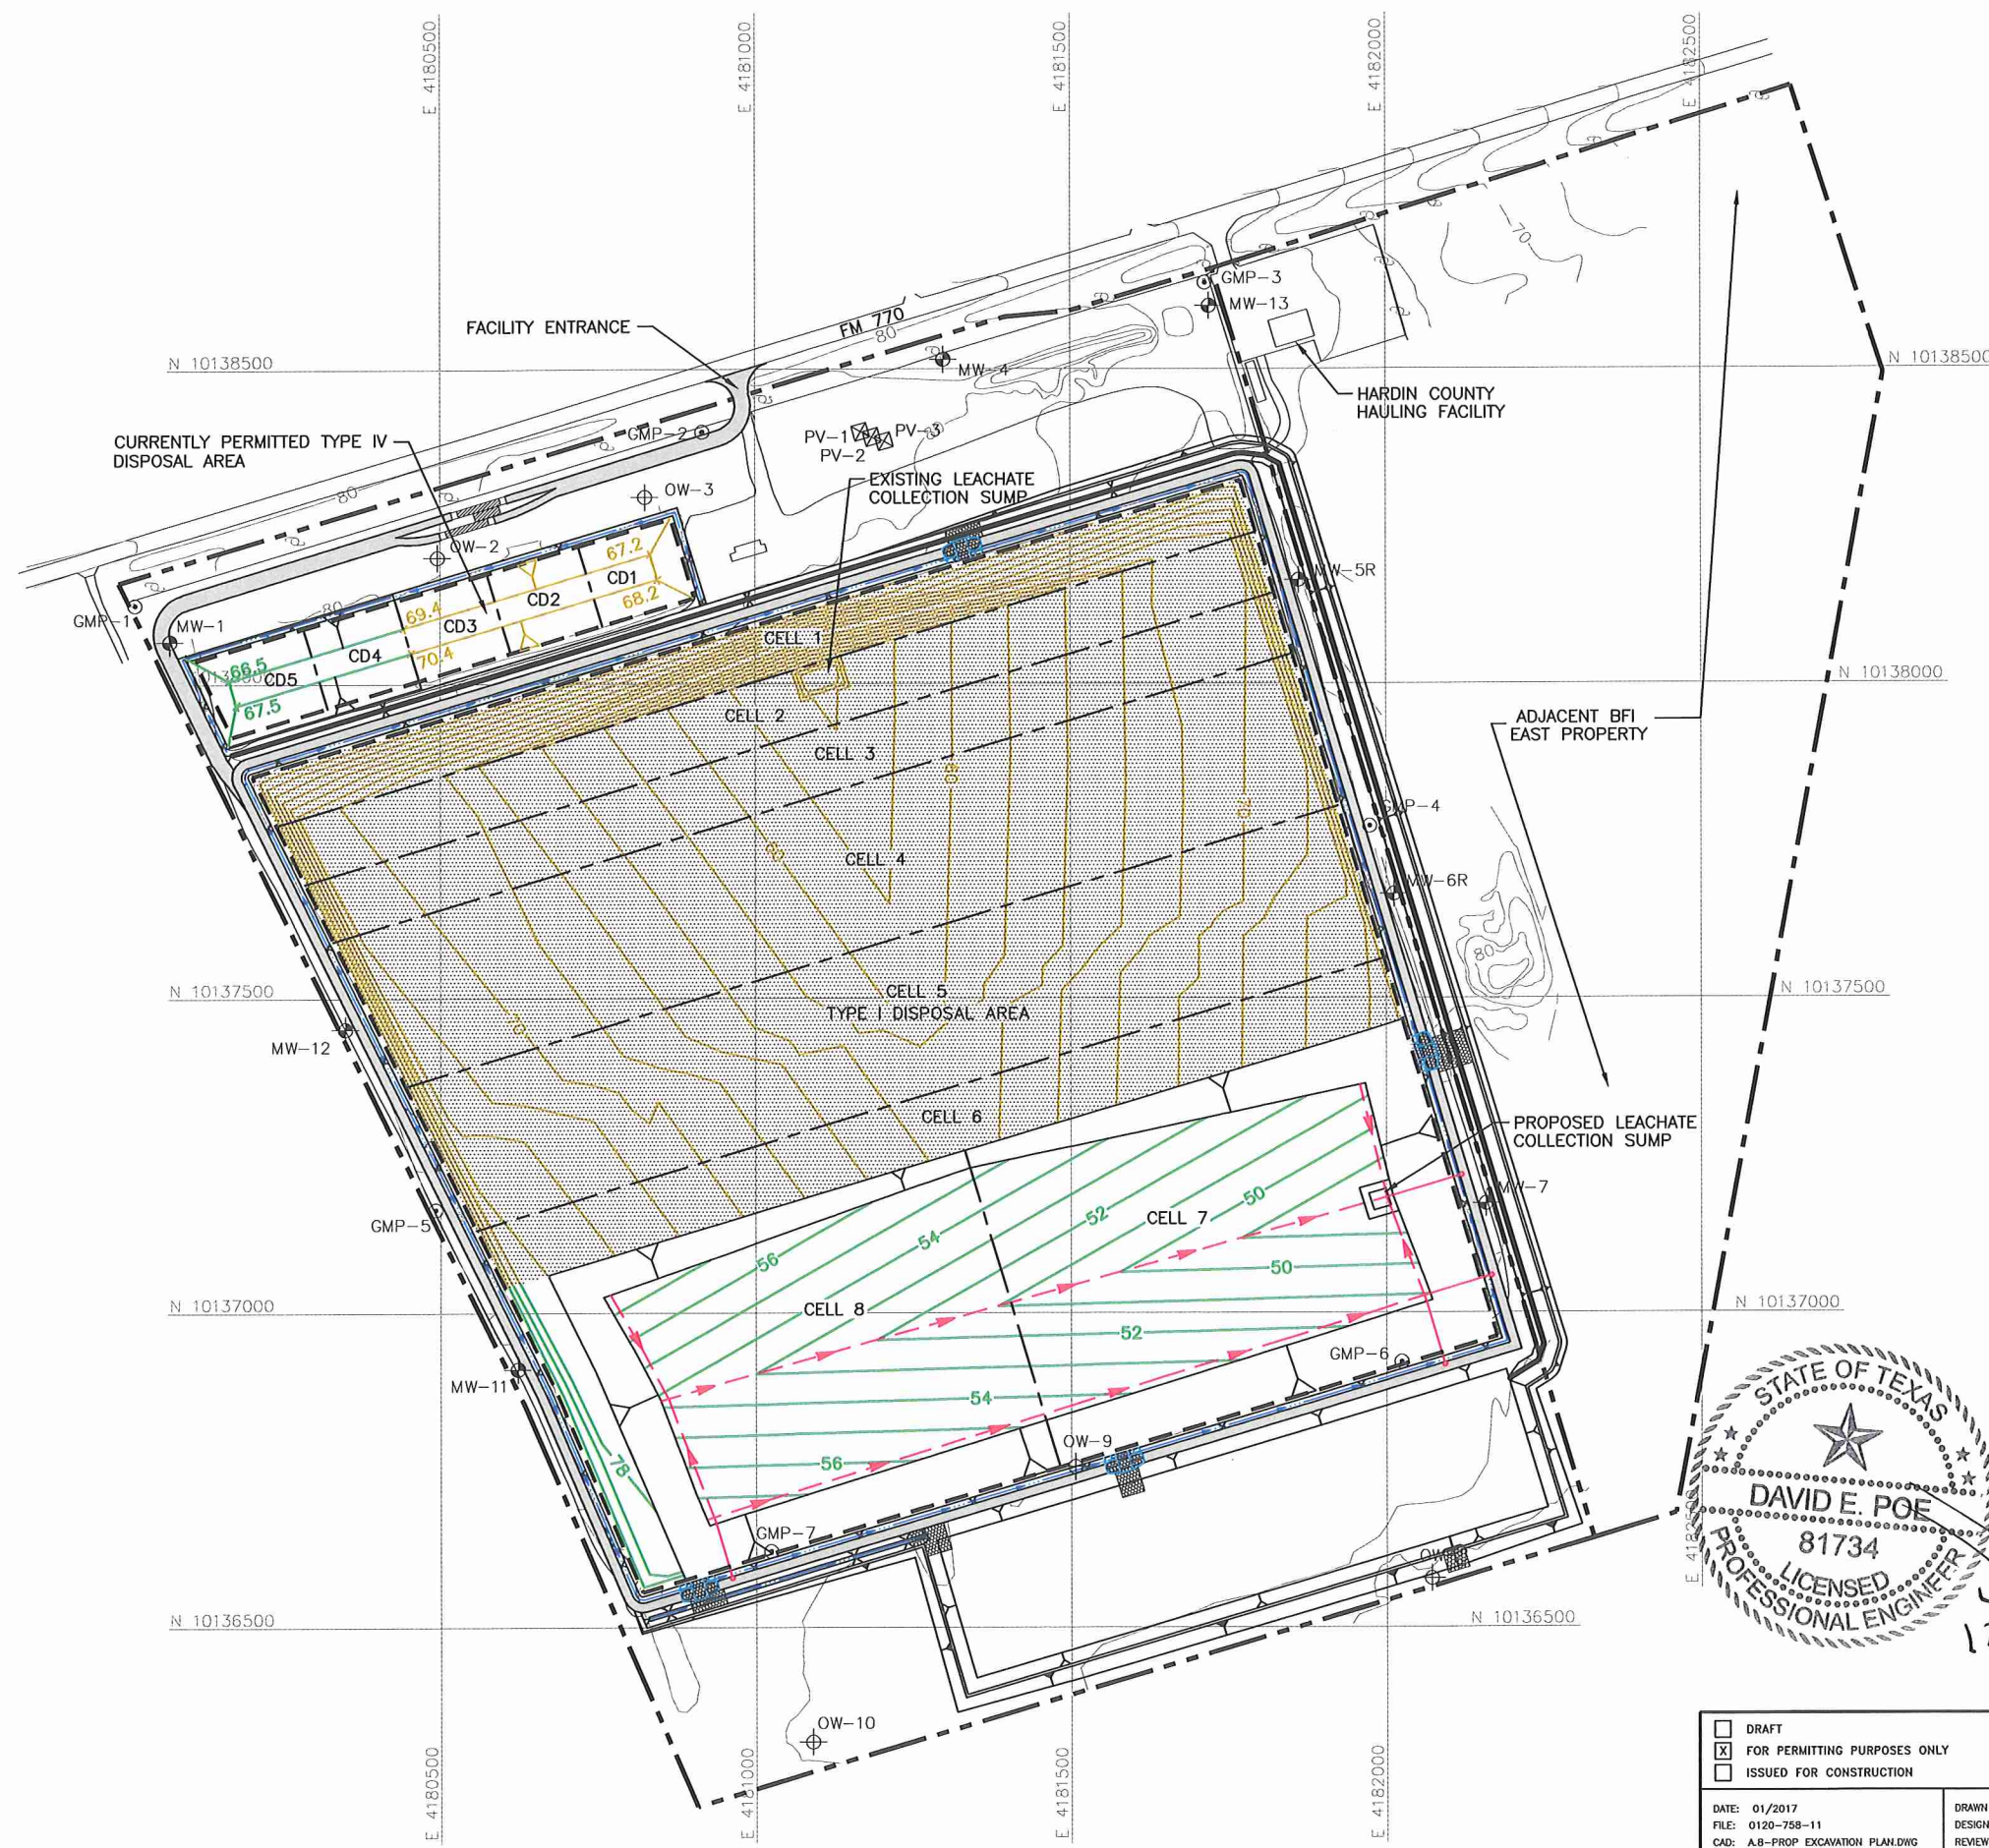 E 4180500
E 4181000
E 4181500
E 4182000
E 4182500
70
GMP-3
MW-13
FM 770
80
FACILITY ENTRANCE
N 10138500
N 10138500
MW-4
HARDIN COUNTY
HAULING FACILITY
CURRENTLY PERMITTED TYPE IV
DISPOSAL AREA
GMP-2
PV-1
PV-3
PV-2
EXISTING LEACHATE
COLLECTION SUMP
80
OW-3
OW-2
67.2
CD1
MW-5R
CD2
68.2
80
69.4
GMP-1
MW-1
CD3
CELL 1
CD4
70.4
66.5
CD5
N 10138000
67.5
CELL 2
ADJACENT BFI
EAST PROPERTY
CELL 3
60
70
GMP-4
60
CELL 4
MW-6R
80
CELL 5
TYPE I DISPOSAL AREA
N 10137500
N 10137500
70
MW-12
CELL 6
PROPOSED LEACHATE
COLLECTION SUMP
50
MW-7
52
CELL 7
GMP-5
54
56
50
CELL 8
N 10137000
N 10137000
52
GMP-6
MW-11
54
OW-9
78
56
GMP-7
N 10136500
N 10136500
OW-10
E 4180500
E 4181000
E 4181500
E 4182000
STATE OF TEXAS
DAVID E. POE
81734
LICENSED
PROFESSIONAL ENGINEER
DRAFT
X FOR PERMITTING PURPOSES ONLY
ISSUED FOR CONSTRUCTION
DATE: 01/2017
FILE: 0120-758-11
CAD: A.8-PROP EXCAVATION PLAN.DWG
DRAWN
DESIGN
REVIEW